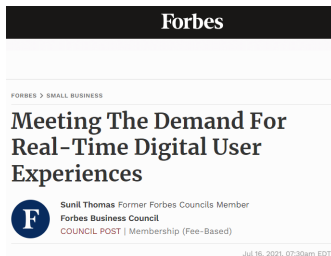 Forbes
FORBES > SMALL BUSINESS
Meeting The Demand For
Real-Time Digital User
Experiences
F
Sunil Thomas Former Forbes Councils Member
Forbes Business Council
COUNCIL POST | Membership (Fee-Based)
Jul 16, 2021, 07:30am EDT